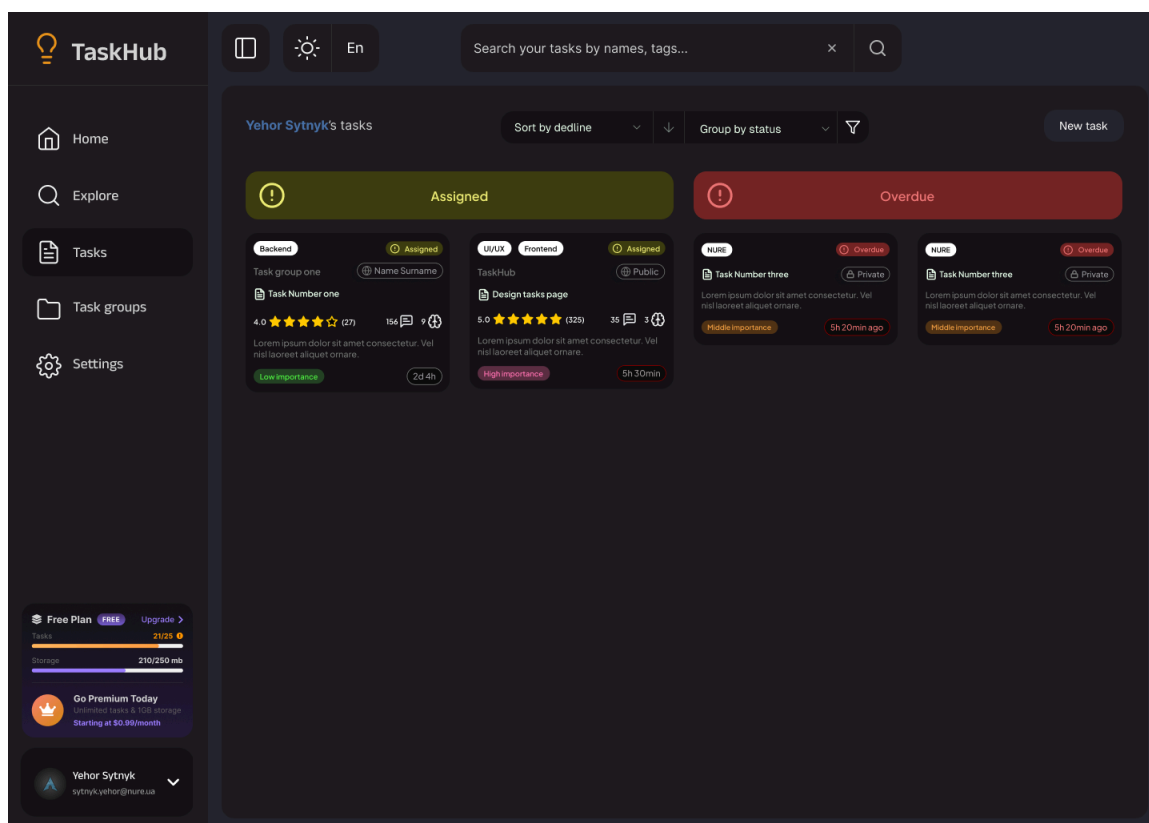 TaskHub
En
Search your tasks by names, tags...
Home
Explore
Tasks
Task groups
Settings
Free Plan FREE Upgrade
Tasks 21/25
Storage 210/250 mb
Go Premium Today
Unlimited tasks & 1GB storage
Starting at $0.99/month
Yehor Sytnyk
sytnyk.yehor@nure.ua
Yehor Sytnyk's tasks
Sort by dedline
Group by status
New task
Assigned
Backend Assigned
Task group one Name Surname
Task Number one
4.0 (27) 156 9
Lorem ipsum dolor sit amet consectetur. Vel
nisl laoreet aliquet ornare.
Low importance 2d 4h
UI/UX Frontend Assigned
TaskHub Public
Design tasks page
5.0 (325) 35 3
Lorem ipsum dolor sit amet consectetur. Vel
nisl laoreet aliquet ornare.
High importance 5h 30min
Overdue
NURE Overdue
Task Number three Private
Lorem ipsum dolor sit amet consectetur. Vel
nisl laoreet aliquet ornare.
Middle importance 5h 20min ago
NURE Overdue
Task Number three Private
Lorem ipsum dolor sit amet consectetur. Vel
nisl laoreet aliquet ornare.
Middle importance 5h 20min ago